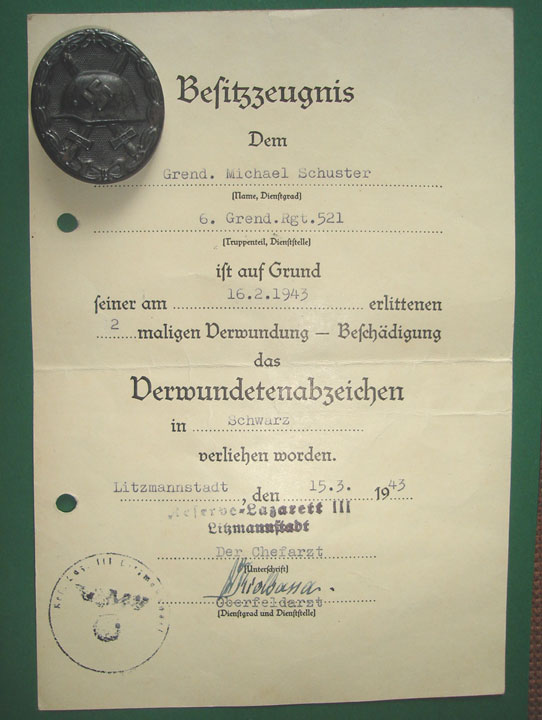 Besitzzeugnis
Dem
Grend. Michael Schuster
(Name, Dienstgrad)
6. Grend.Rgt.521
(Truppenteil, Dienststelle)
ist auf Grund
seiner am 16.2.1943 erlittenen
2 maligen Verwundung — Beschädigung
das
Verwundetenabzeichen
in Schwarz
verliehen worden.
Litzmannstadt, den 15.3. 1943
Reserve-Lazarett III
Litzmannstadt
Der Chefarzt
(Unterschrift)
Oberfeldarzt
(Dienstgrad und Dienststelle)